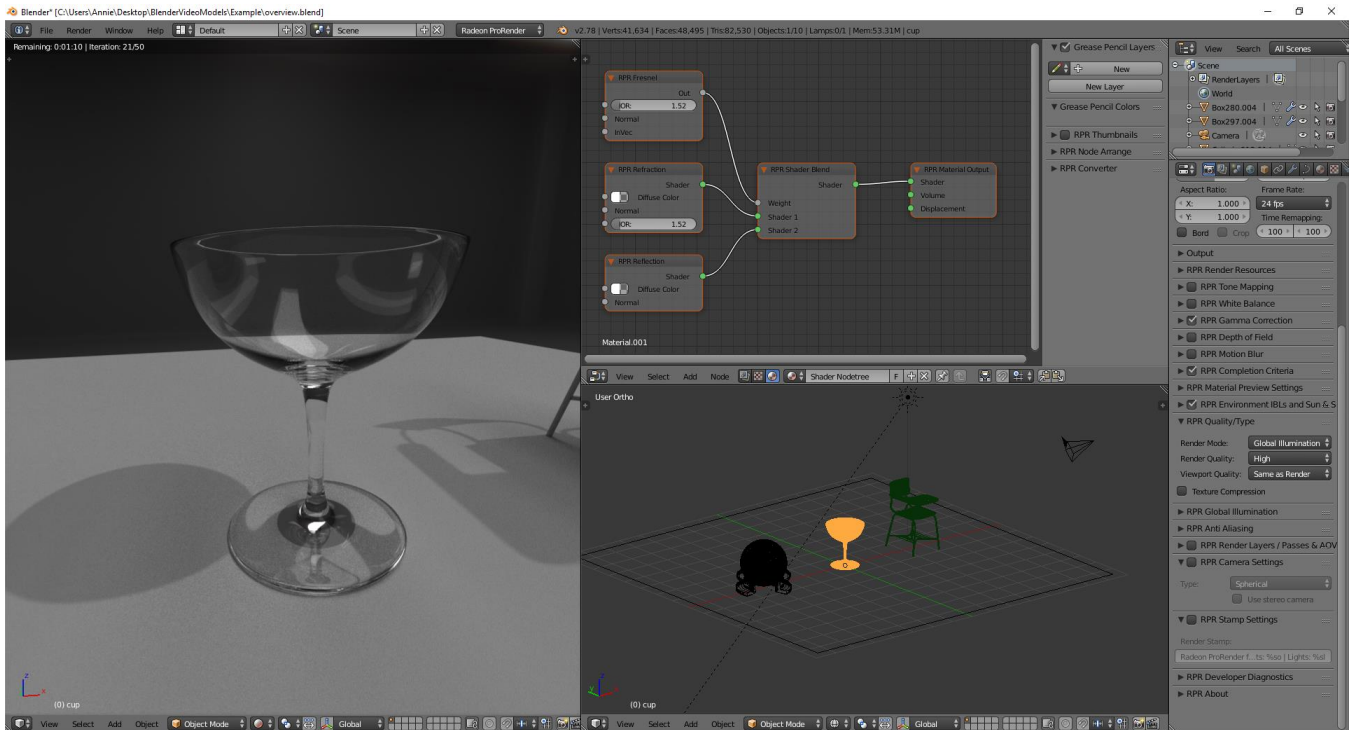 Blender* [C:\Users\Annie\Desktop\BlenderVideoModels\Example\overview.blend]
File Render Window Help Default Scene Radeon ProRender v2.78 | Verts:41,634 | Faces:48,495 | Tris:82,530 | Objects:1/10 | Lamps:0/1 | Mem:53.31M | cup
Remaining: 0:01:10 | Iteration: 21/50
(0) cup
View Select Add Object Object Mode Global
RPR Fresnel
Out
IOR: 1.52
Normal
InVec
RPR Refraction
Shader
Diffuse Color
Normal
IOR: 1.52
RPR Reflection
Shader
Diffuse Color
Normal
RPR Shader Blend
Shader
Weight
Shader 1
Shader 2
RPR Material Output
Shader
Volume
Displacement
Material.001
View Select Add Node Shader Nodetree F
Grease Pencil Layers
New
New Layer
Grease Pencil Colors
RPR Thumbnails
RPR Node Arrange
RPR Converter
User Ortho
(0) cup
View Select Add Object Object Mode Global
View Search All Scenes
Scene
RenderLayers
World
Box280.004
Box297.004
Camera
Aspect Ratio: Frame Rate:
X: 1.000 24 fps
Y: 1.000 Time Remapping:
Bord Crop 100 100
Output
RPR Render Resources
RPR Tone Mapping
RPR White Balance
RPR Gamma Correction
RPR Depth of Field
RPR Motion Blur
RPR Completion Criteria
RPR Material Preview Settings
RPR Environment IBLs and Sun & S
RPR Quality/Type
Render Mode: Global Illumination
Render Quality: High
Viewport Quality: Same as Render
Texture Compression
RPR Global Illumination
RPR Anti Aliasing
RPR Render Layers / Passes & AOV
RPR Camera Settings
Type: Spherical
Use stereo camera
RPR Stamp Settings
Render Stamp:
Radeon ProRender f...ts: %so | Lights: %sl
RPR Developer Diagnostics
RPR About